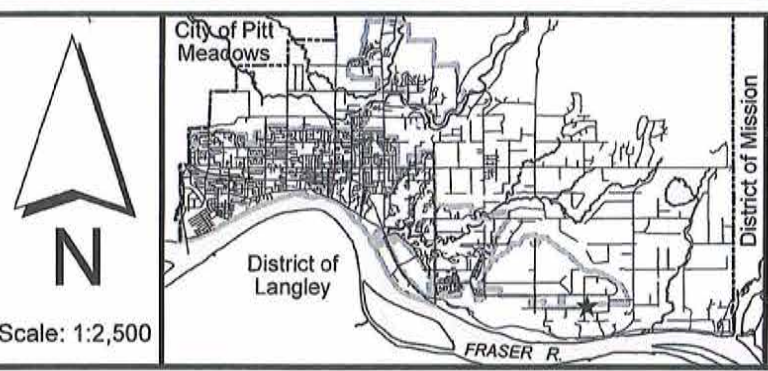 N
Scale: 1:2,500
City of Pitt
Meadows
District of
Langley
FRASER R.
District of Mission